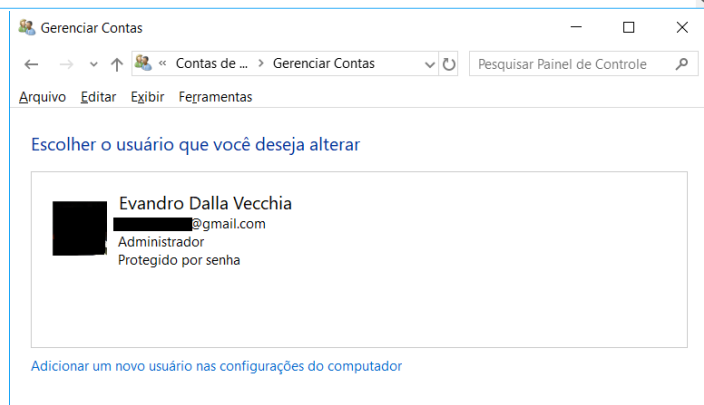 Gerenciar Contas
« Contas de ... > Gerenciar Contas
Pesquisar Painel de Controle
Arquivo Editar Exibir Ferramentas
Escolher o usuário que você deseja alterar
Evandro Dalla Vecchia
@gmail.com
Administrador
Protegido por senha
Adicionar um novo usuário nas configurações do computador